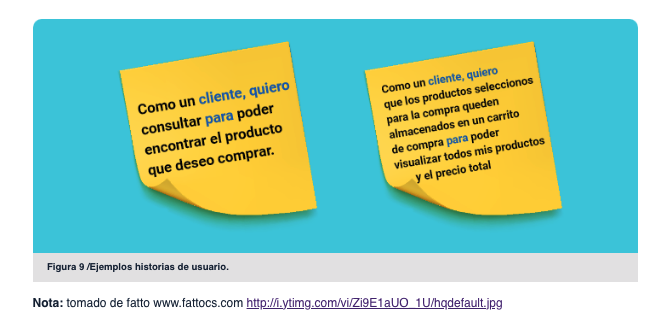 Como un cliente, quiero
consultar para poder
encontrar el producto
que deseo comprar.
Como un cliente, quiero
que los productos seleccionos
para la compra queden
almacenados en un carrito
de compra para poder
visualizar todos mis productos
y el precio total
Figura 9 /Ejemplos historias de usuario.
Nota: tomado de fatto www.fattocs.com http://i.ytimg.com/vi/Zi9E1aUO_1U/hqdefault.jpg